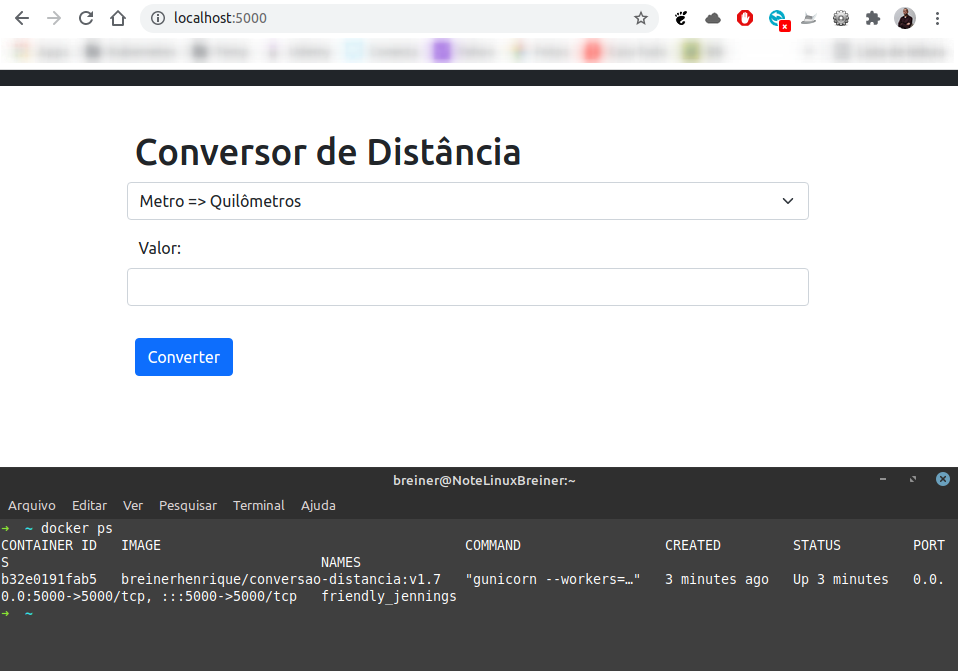 localhost:5000
Conversor de Distância
Metro => Quilômetros
Valor:
Converter
breiner@NoteLinuxBreiner:~
Arquivo Editar Ver Pesquisar Terminal Ajuda
→ ~ docker ps
CONTAINER ID IMAGE COMMAND CREATED STATUS PORT
S NAMES
b32e0191fab5 breinerhenrique/conversao-distancia:v1.7 "gunicorn --workers=…" 3 minutes ago Up 3 minutes 0.0.
0.0:5000->5000/tcp, :::5000->5000/tcp friendly_jennings
→ ~